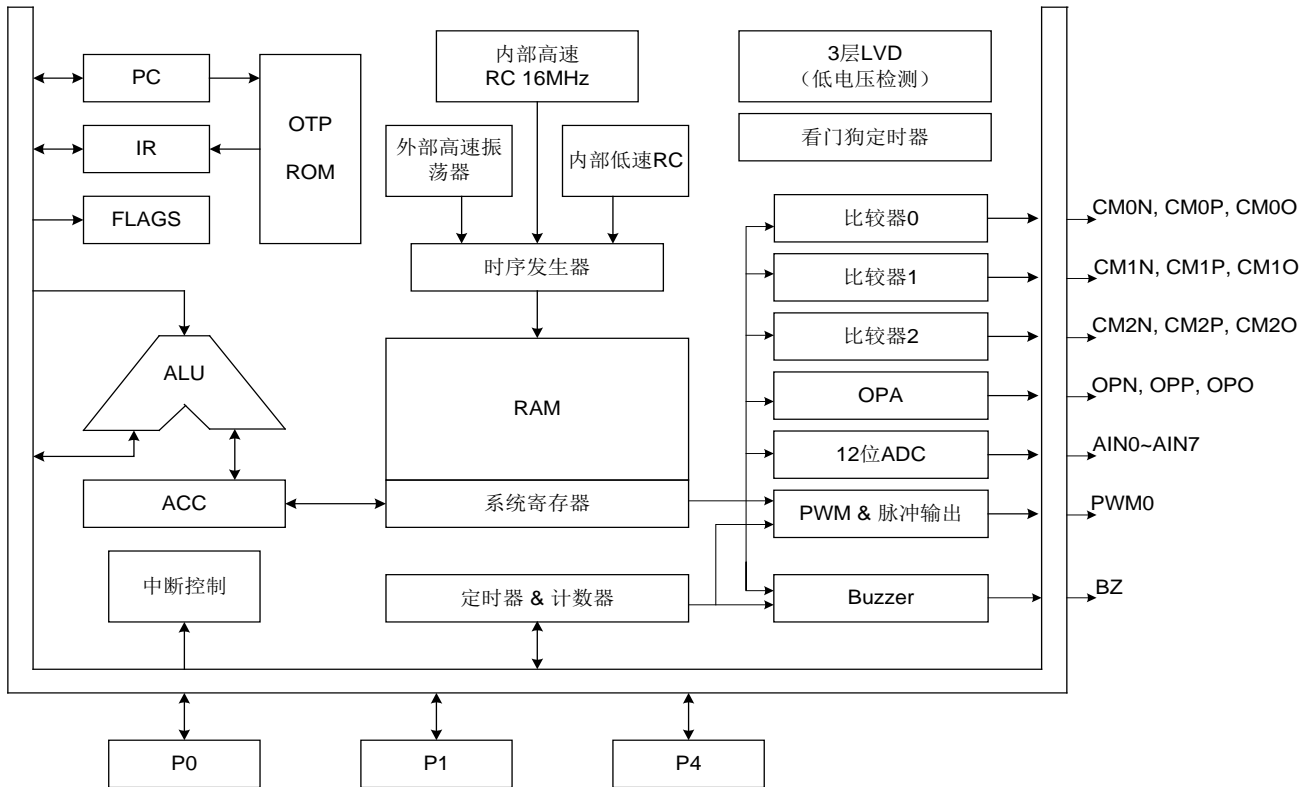 PC
IR
FLAGS
OTP
ROM
内部高速
RC 16MHz
外部高速振
荡器
内部低速RC
时序发生器
3层LVD
（低电压检测）
看门狗定时器
ALU
ACC
RAM
系统寄存器
中断控制
定时器 & 计数器
比较器0
比较器1
比较器2
OPA
12位ADC
PWM & 脉冲输出
Buzzer
CM0N, CM0P, CM0O
CM1N, CM1P, CM1O
CM2N, CM2P, CM2O
OPN, OPP, OPO
AIN0~AIN7
PWM0
BZ
P0
P1
P4